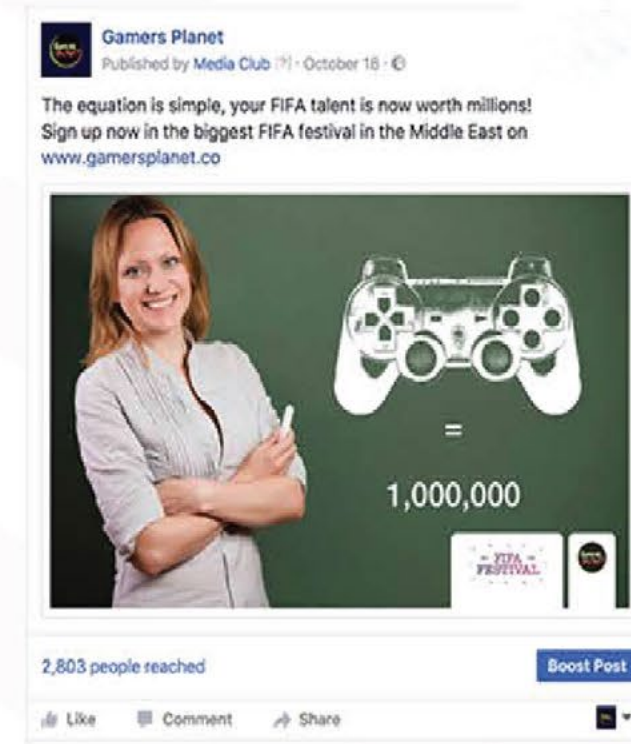 Gamers Planet
Published by Media Club [?] · October 18 ·
The equation is simple, your FIFA talent is now worth millions!
Sign up now in the biggest FIFA festival in the Middle East on
www.gamersplanet.co
=
1,000,000
FIFA
FESTIVAL
2,803 people reached
Boost Post
Like Comment Share